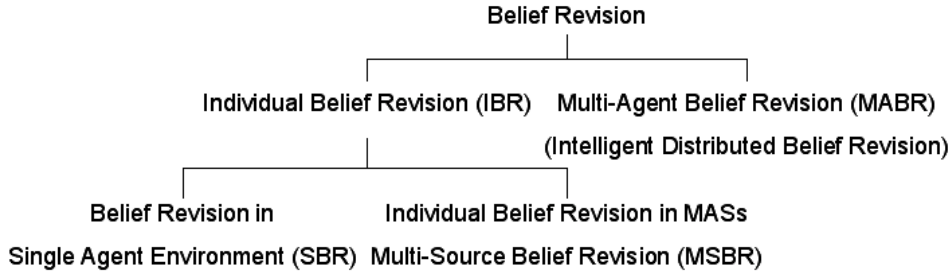 Belief Revision
Individual Belief Revision (IBR)
Multi-Agent Belief Revision (MABR)
(Intelligent Distributed Belief Revision)
Belief Revision in
Single Agent Environment (SBR)
Individual Belief Revision in MASs
Multi-Source Belief Revision (MSBR)